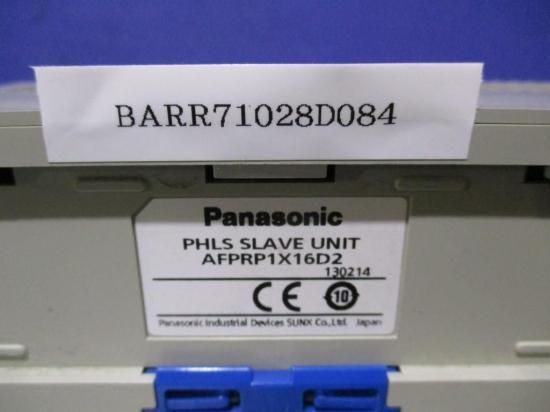 BARR71028D084
Panasonic
PHLS SLAVE UNIT
AFPRP1X16D2
130214
CE 10
Panasonic Industrial Devices SUNX Co.,Ltd. Japan